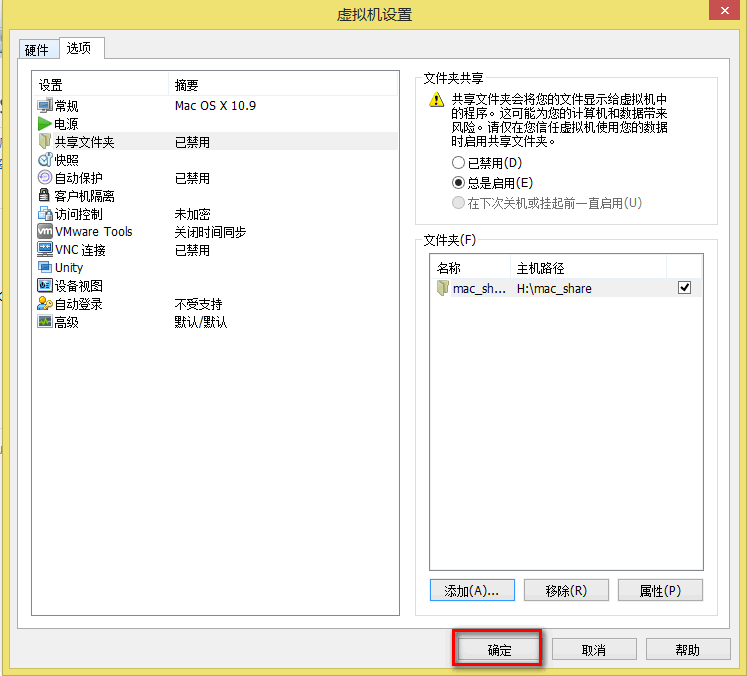 虚拟机设置
硬件 选项
设置 摘要
常规 Mac OS X 10.9
电源
共享文件夹 已禁用
快照
自动保护 已禁用
客户机隔离
访问控制 未加密
VMware Tools 关闭时间同步
VNC 连接 已禁用
Unity
设备视图
自动登录 不受支持
高级 默认/默认
文件夹共享
共享文件夹会将您的文件显示给虚拟机中
的程序。这可能为您的计算机和数据带来
风险。请仅在您信任虚拟机使用您的数据
时启用共享文件夹。
已禁用(D)
总是启用(E)
在下次关机或挂起前一直启用(U)
文件夹(F)
名称 主机路径
mac_sh... H:\mac_share
添加(A)... 移除(R) 属性(P)
确定 取消 帮助